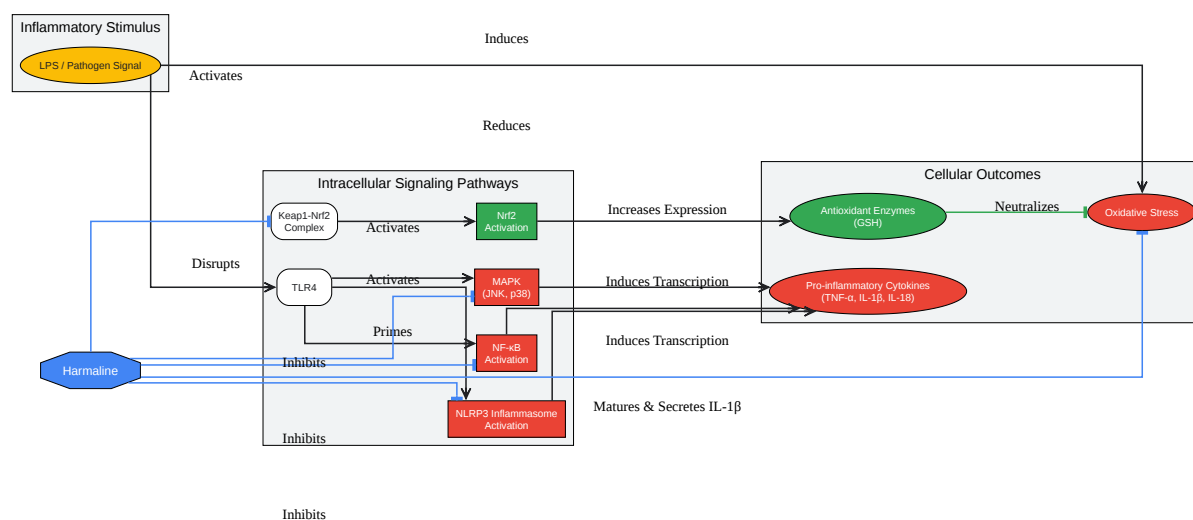 Inflammatory Stimulus
LPS / Pathogen Signal
Induces
Activates
Reduces
Intracellular Signaling Pathways
Cellular Outcomes
Keap1-Nrf2
Complex
Activates
Nrf2
Activation
Increases Expression
Antioxidant Enzymes
(GSH)
Neutralizes
Oxidative Stress
Disrupts
TLR4
Activates
MAPK
(JNK, p38)
Induces Transcription
Pro-inflammatory Cytokines
(TNF-α, IL-1β, IL-18)
Primes
NF-κB
Activation
Induces Transcription
Harmaline
Inhibits
NLRP3 Inflammasome
Activation
Matures & Secretes IL-1β
Inhibits
Inhibits